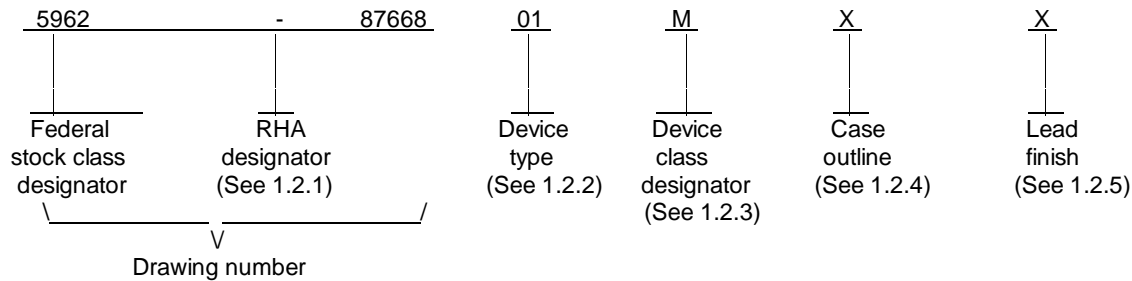 5962 - 87668 01 M X X
Federal RHA Device Device Case Lead
stock class designator type class outline finish
designator (See 1.2.1) (See 1.2.2) designator (See 1.2.4) (See 1.2.5)
(See 1.2.3)
Drawing number